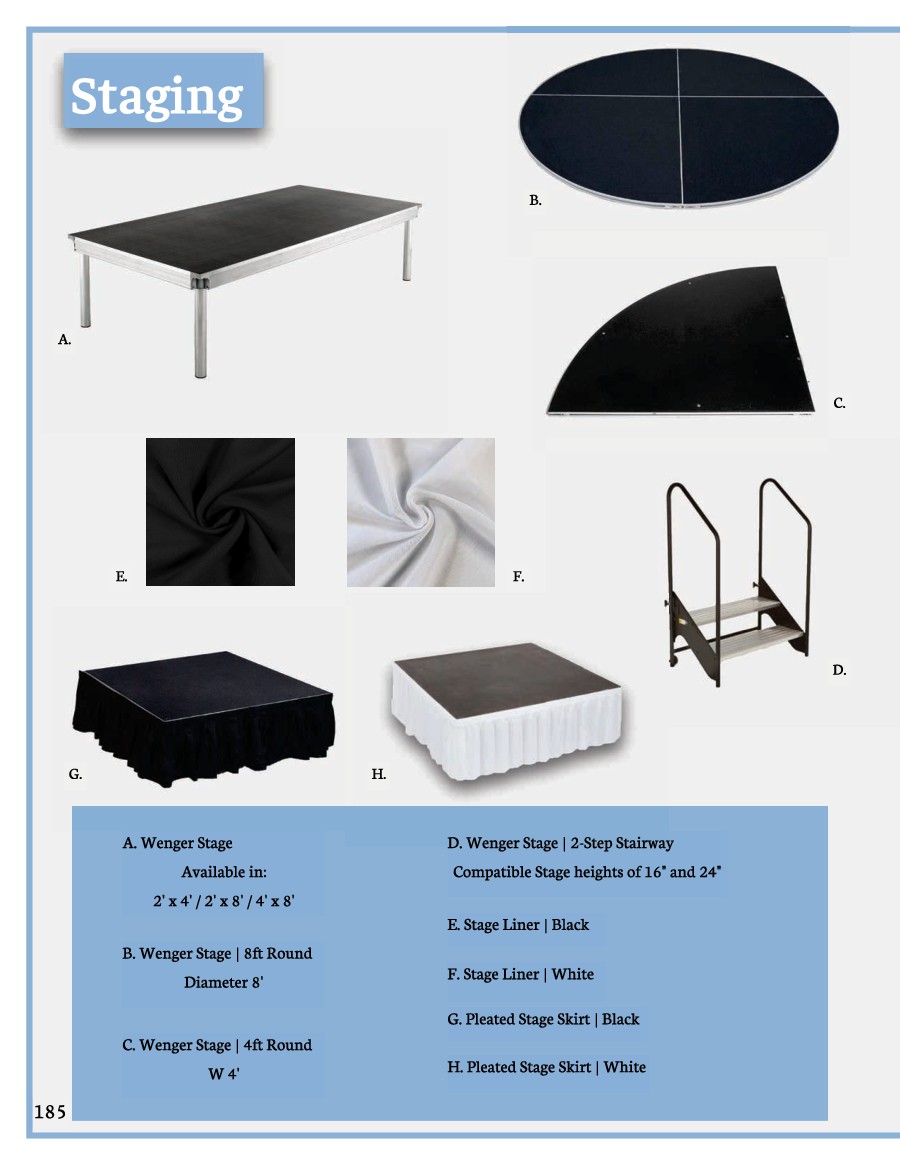 Staging
B.
A.
C.
E.
F.
D.
G.
H.
A. Wenger Stage
Available in:
2' x 4' / 2' x 8' / 4' x 8'
B. Wenger Stage | 8ft Round
Diameter 8'
C. Wenger Stage | 4ft Round
W 4'
D. Wenger Stage | 2-Step Stairway
Compatible Stage heights of 16" and 24"
E. Stage Liner | Black
F. Stage Liner | White
G. Pleated Stage Skirt | Black
H. Pleated Stage Skirt | White
185